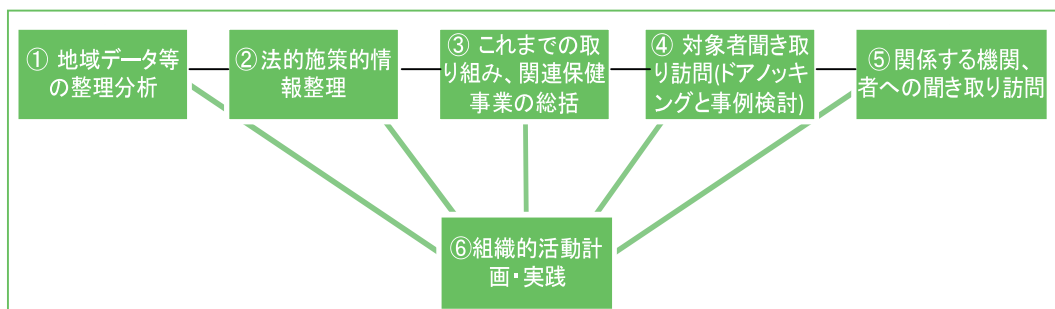 ① 地域データ等
の整理分析
② 法的施策的情
報整理
③ これまでの取
り組み、関連保健
事業の総括
④ 対象者聞き取
り訪問(ドアノッキ
ングと事例検討)
⑤ 関係する機関、
者への聞き取り訪問
⑥組織的活動計
画・実践